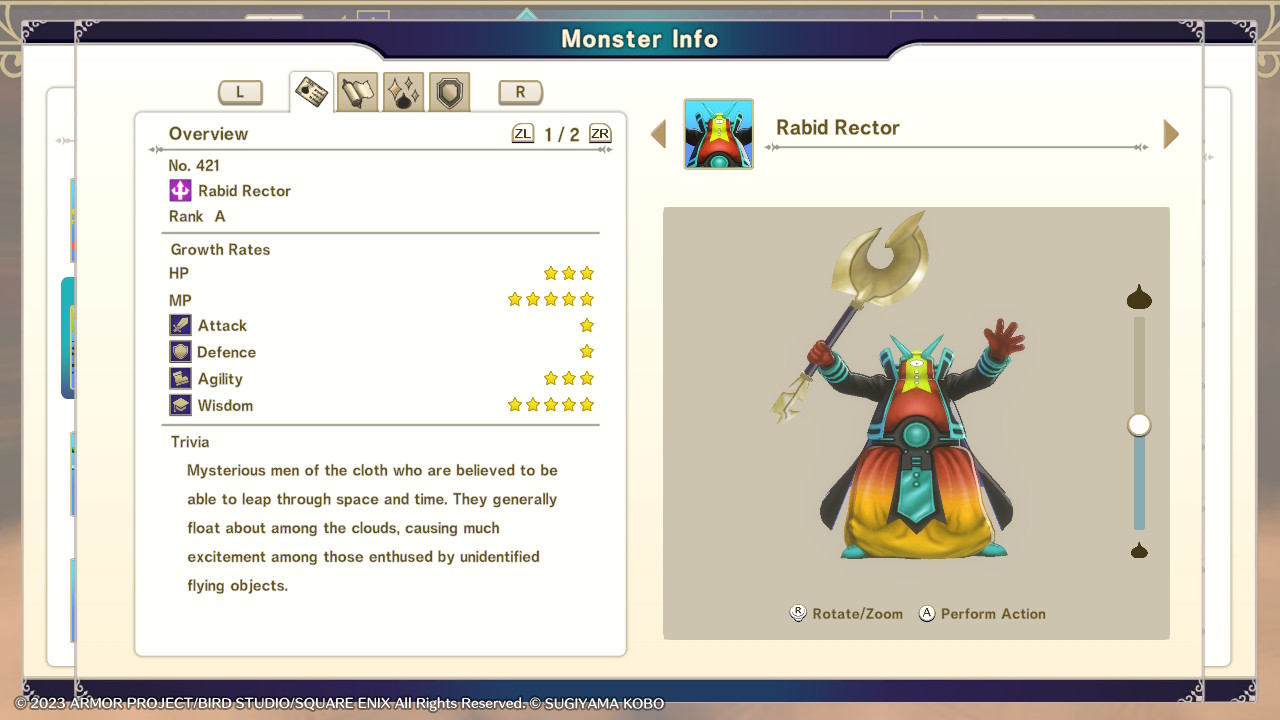 Monster Info
L
R
Overview
ZL 1 / 2 ZR
No. 421
Rabid Rector
Rank A
Growth Rates
HP
MP
Attack
Defence
Agility
Wisdom
Trivia
Mysterious men of the cloth who are believed to be
able to leap through space and time. They generally
float about among the clouds, causing much
excitement among those enthused by unidentified
flying objects.
Rabid Rector
R Rotate/Zoom A Perform Action
© 2023 ARMOR PROJECT/BIRD STUDIO/SQUARE ENIX All Rights Reserved. © SUGIYAMA KOBO